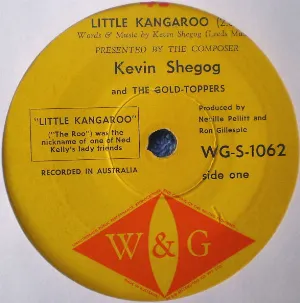 LITTLE KANGAROO
Words & Music by Kevin Shegog (Leeds Mus
PRESENTED BY THE COMPOSER
Kevin Shegog
and THE GOLD-TOPPERS
"LITTLE KANGAROO"
("The Roo") was the
nickname of one of Ned
Kelly's lady friends
Produced by
Neville Pellitt and
Ron Gillespie
WG-S-1062
RECORDED IN AUSTRALIA
side one
W & G